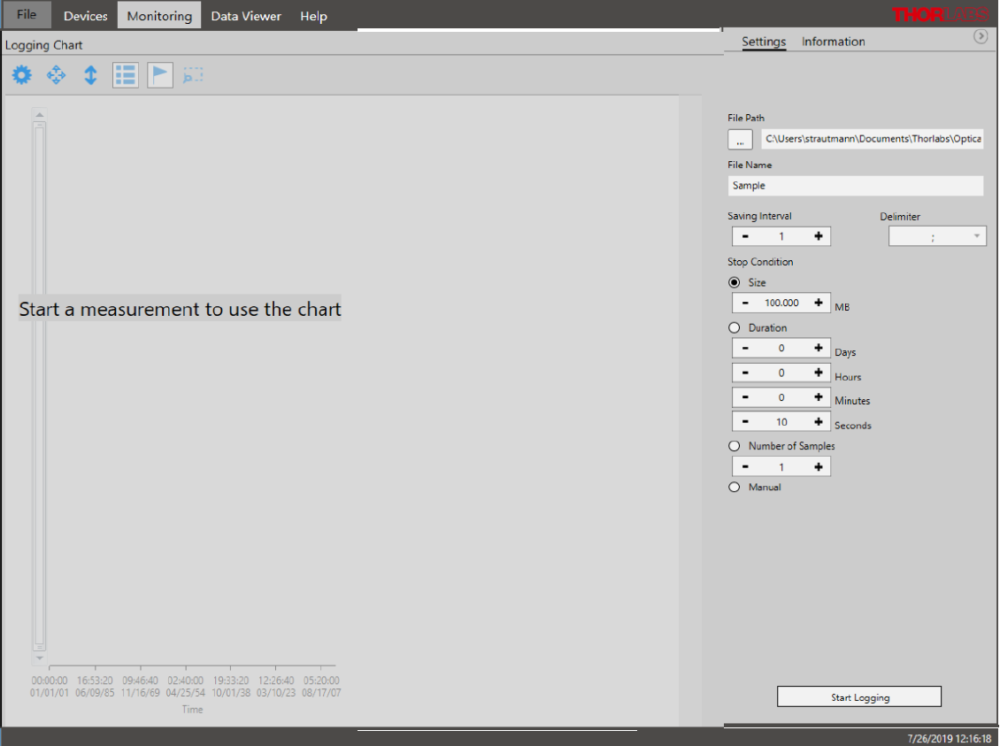 File Devices Monitoring Data Viewer Help THORLABS
Logging Chart
Settings Information
File Path
... C:\Users\strautmann\Documents\Thorlabs\Optica
File Name
Sample
Saving Interval Delimiter
- 1 + ;
Stop Condition
Size
- 100.000 + MB
Start a measurement to use the chart
Duration
- 0 + Days
- 0 + Hours
- 0 + Minutes
- 10 + Seconds
Number of Samples
- 1 +
Manual
00:00:00 16:53:20 09:46:40 02:40:00 19:33:20 12:26:40 05:20:00
01/01/01 06/09/85 11/16/69 04/25/54 10/01/38 03/10/23 08/17/07
Time
Start Logging
7/26/2019 12:16:18